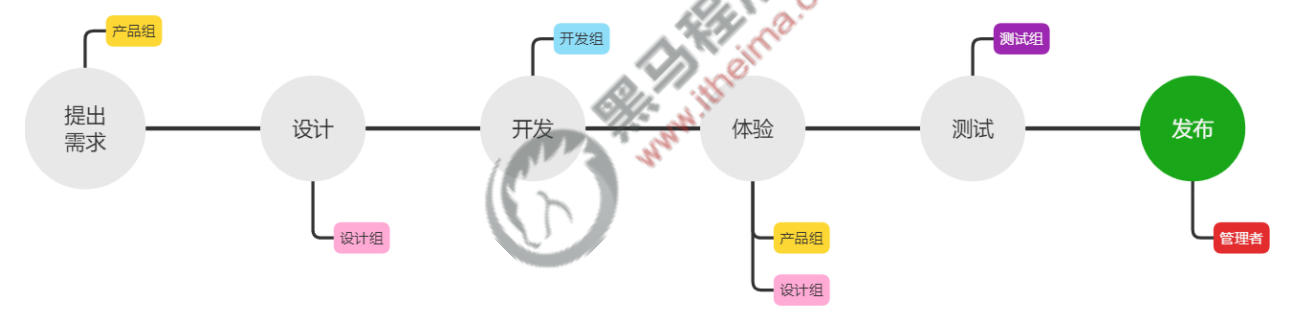 产品组
提出
需求
设计
设计组
开发组
开发
体验
产品组
设计组
测试组
测试
发布
管理者
黑马程
www.itheima.c